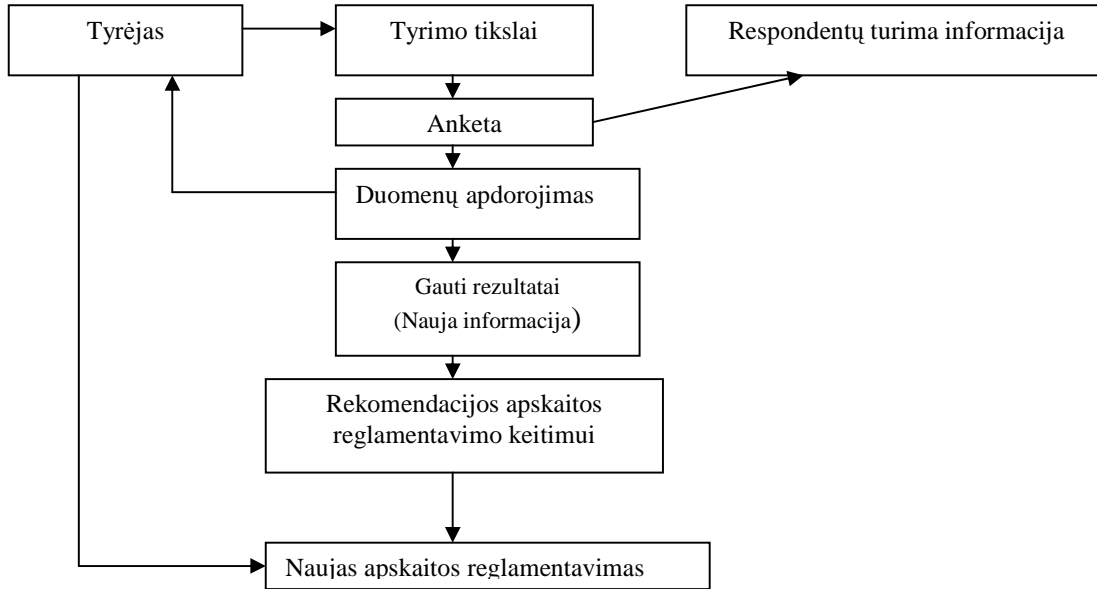 Tyrėjas
Tyrimo tikslai
Respondentų turima informacija
Anketa
Duomenų apdorojimas
Gauti rezultatai
(Nauja informacija)
Rekomendacijos apskaitos
reglamentavimo keitimui
Naujas apskaitos reglamentavimas